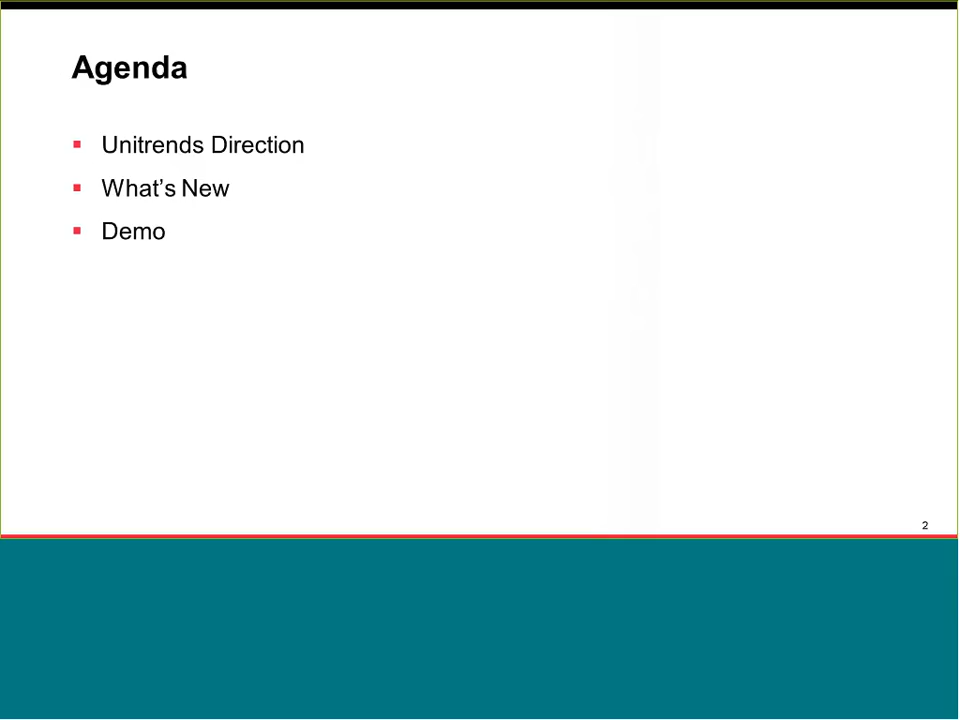 Agenda
▪ Unitrends Direction
▪ What’s New
▪ Demo
2